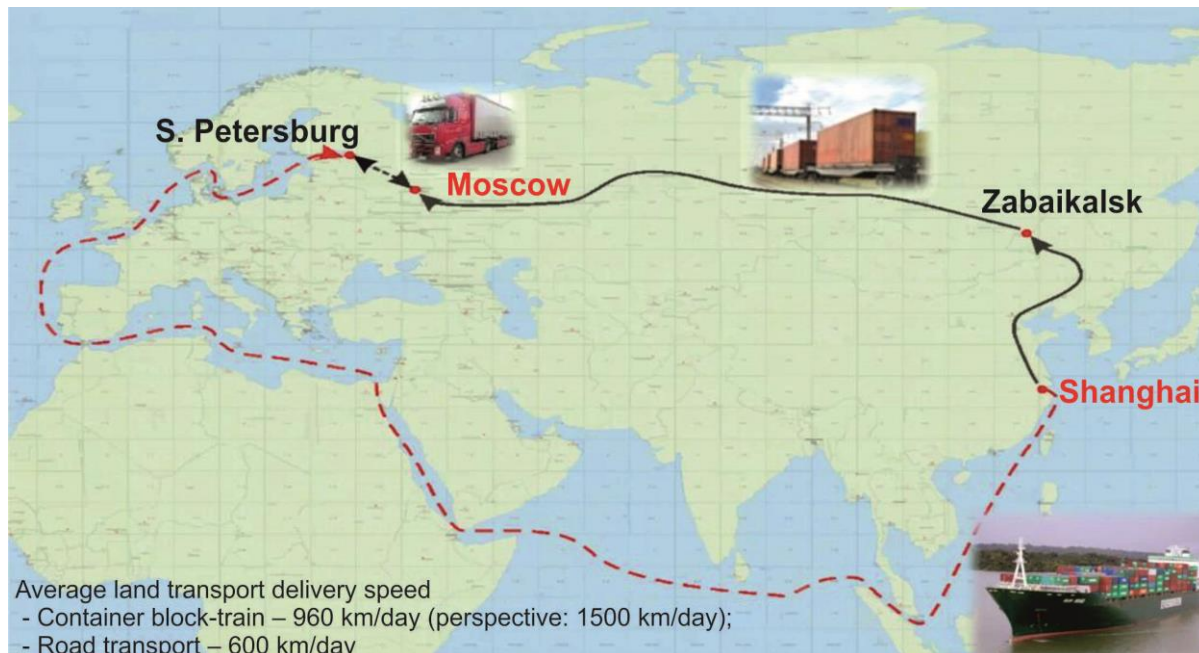 S. Petersburg
Moscow
Zabaikalsk
Shanghai
Average land transport delivery speed
- Container block-train – 960 km/day (perspective: 1500 km/day);
- Road transport – 600 km/day